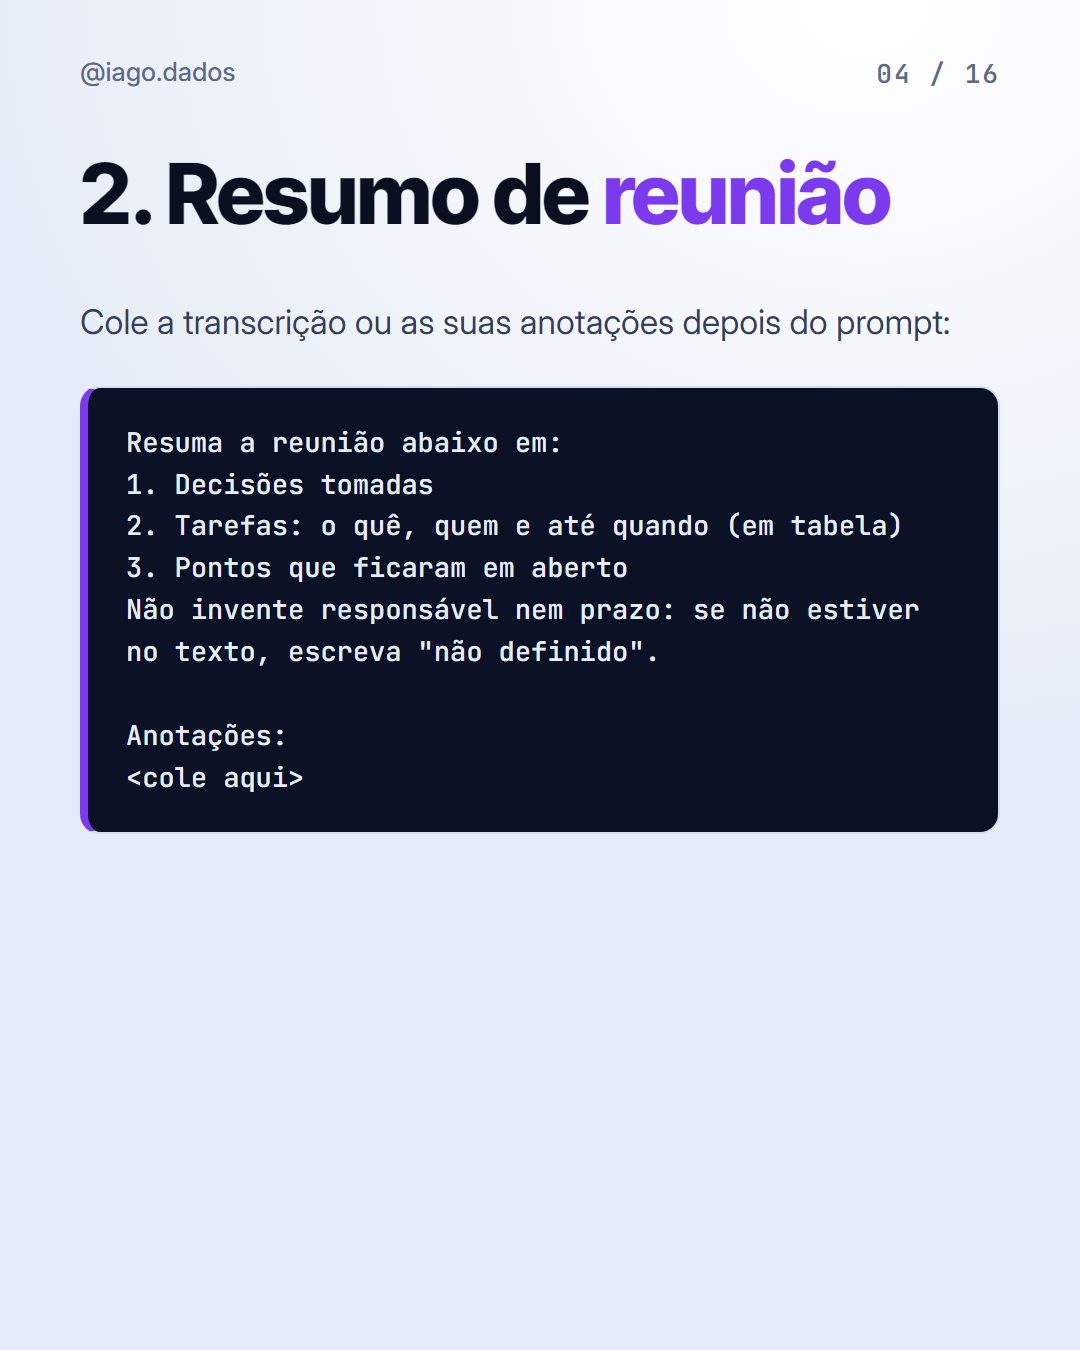 @iago.dados
04 / 16
2. Resumo de reunião
Cole a transcrição ou as suas anotações depois do prompt:
Resuma a reunião abaixo em:
1. Decisões tomadas
2. Tarefas: o quê, quem e até quando (em tabela)
3. Pontos que ficaram em aberto
Não invente responsável nem prazo: se não estiver
no texto, escreva "não definido".
Anotações:
<cole aqui>